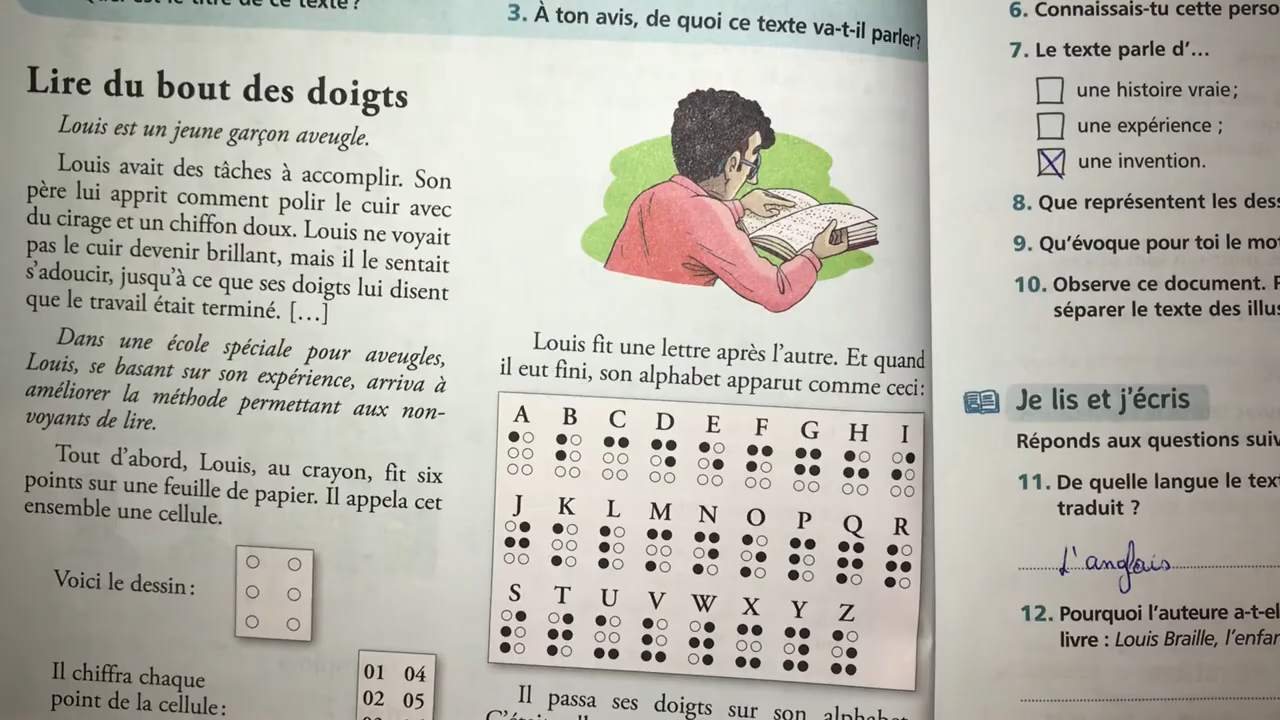 3. À ton avis, de quoi ce texte va-t-il parler?
Lire du bout des doigts
Louis est un jeune garçon aveugle.
Louis avait des tâches à accomplir. Son
père lui apprit comment polir le cuir avec
du cirage et un chiffon doux. Louis ne voyait
pas le cuir devenir brillant, mais il le sentait
s'adoucir, jusqu'à ce que ses doigts lui disent
que le travail était terminé. […]
Dans une école spéciale pour aveugles,
Louis, se basant sur son expérience, arriva à
améliorer la méthode permettant aux non-
voyants de lire.
Tout d'abord, Louis, au crayon, fit six
points sur une feuille de papier. Il appela cet
ensemble une cellule.
Voici le dessin :
Il chiffra chaque
point de la cellule :
01 04
02 05
Louis fit une lettre après l'autre. Et quand
il eut fini, son alphabet apparut comme ceci :
A B C D E F G H I
J K L M N O P Q R
S T U V W X Y Z
Il passa ses doigts sur son
6. Connaissais-tu cette
7. Le texte parle d'…
une histoire vraie ;
une expérience ;
une invention.
8. Que représentent les
9. Qu'évoque pour toi le
10. Observe ce document.
séparer le texte des
Je lis et j'écris
Réponds aux questions
11. De quelle langue le
traduit ?
L'anglais
12. Pourquoi l'auteure
livre : Louis Braille,